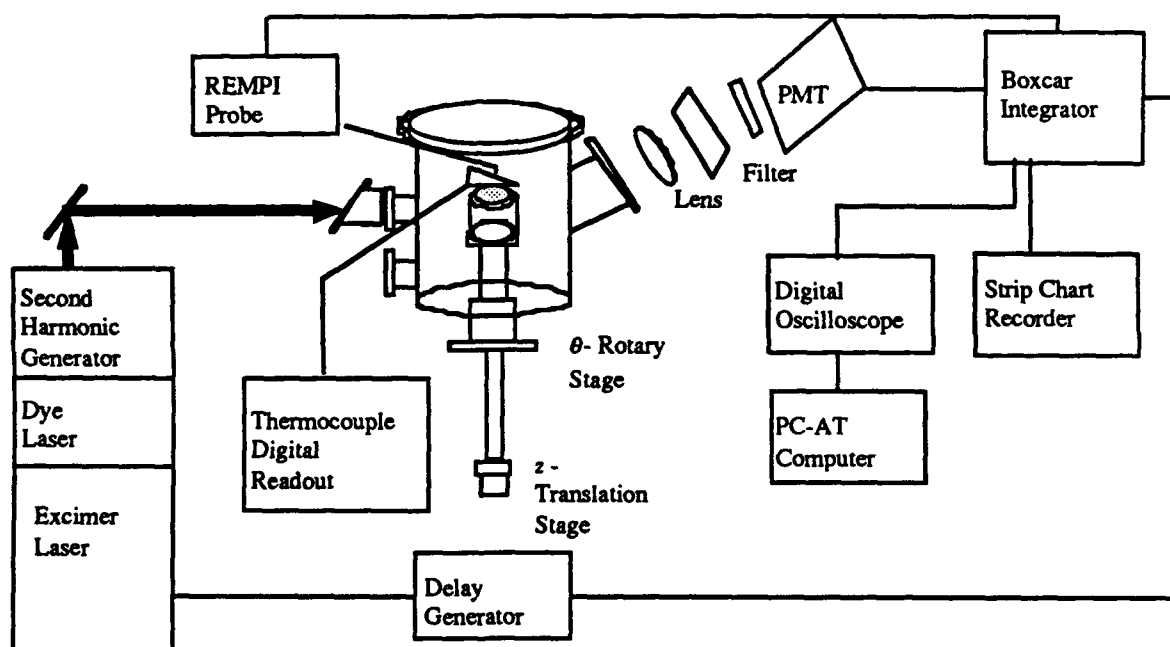 REMPI
Probe
PMT
Boxcar
Integrator
Filter
Lens
Second
Harmonic
Generator
Digital
Oscilloscope
Strip Chart
Recorder
θ- Rotary
Stage
Dye
Laser
Thermocouple
Digital
Readout
PC-AT
Computer
z -
Translation
Stage
Excimer
Laser
Delay
Generator